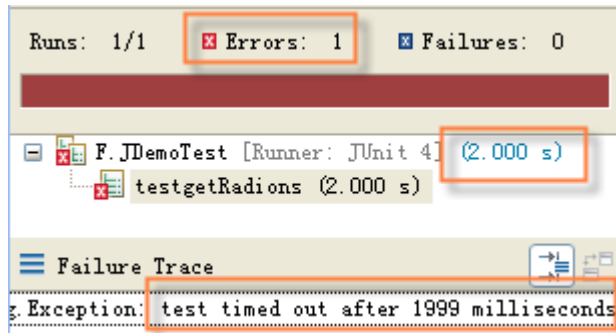 Runs: 1/1 Errors: 1 Failures: 0
F.JDemoTest [Runner: JUnit 4] (2.000 s)
testgetRadions (2.000 s)
Failure Trace
g.Exception: test timed out after 1999 milliseconds